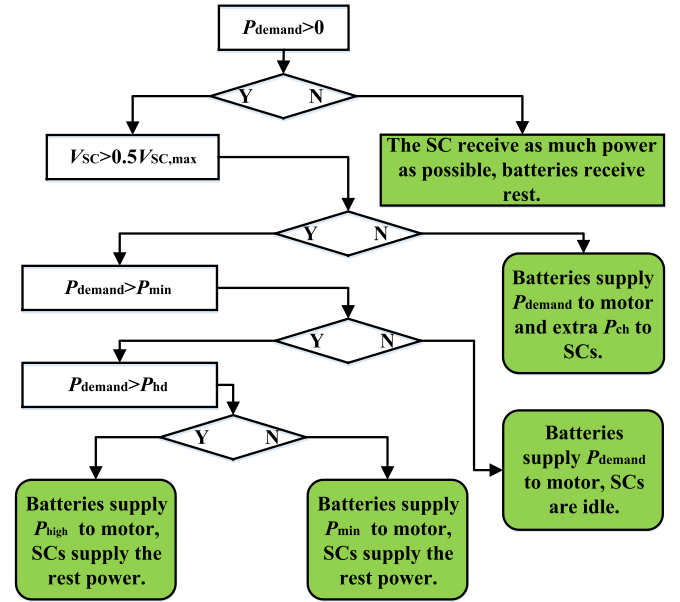 Pdemand>0
Y N
VSC>0.5VSC,max
The SC receive as much power
as possible, batteries receive
rest.
Y N
Pdemand>Pmin
Batteries supply
Pdemand to motor
and extra Pch to
SCs.
Y N
Pdemand>Phd
Y N
Batteries
supply Pdemand
to motor, SCs
are idle.
Batteries supply
Phigh to motor,
SCs supply the
rest power.
Batteries supply
Pmin to motor,
SCs supply the
rest power.